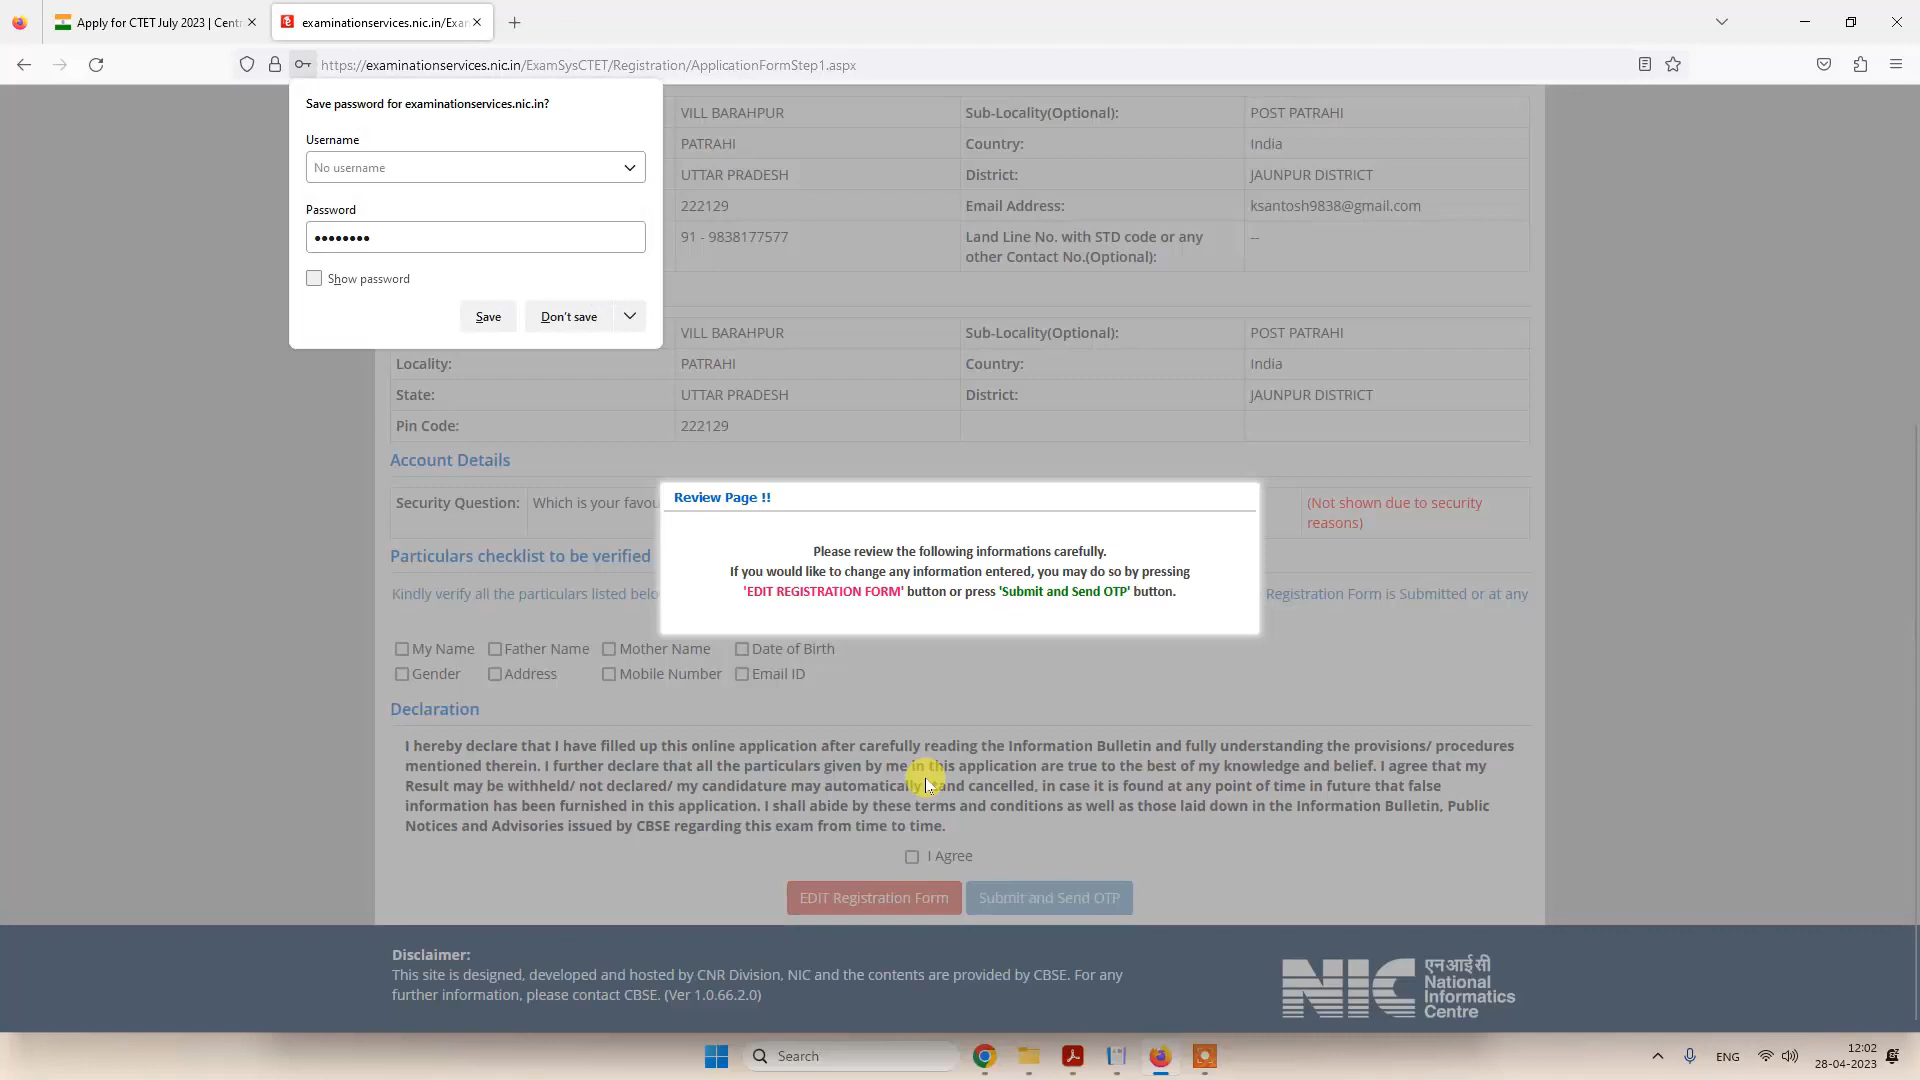 Apply for CTET July 2023 | Centr
examinationservices.nic.in/Exa
https://examinationservices.nic.in/ExamSysCTET/Registration/ApplicationFormStep1.aspx
Save password for examinationservices.nic.in?
Username
No username
Password
••••••••
Show password
Save
Don't save
VILL BARAHPUR Sub-Locality(Optional): POST PATRAHI
PATRAHI Country: India
UTTAR PRADESH District: JAUNPUR DISTRICT
222129 Email Address: ksantosh9838@gmail.com
91 - 9838177577 Land Line No. with STD code or any --
other Contact No.(Optional):
VILL BARAHPUR Sub-Locality(Optional): POST PATRAHI
Locality: PATRAHI Country: India
State: UTTAR PRADESH District: JAUNPUR DISTRICT
Pin Code: 222129
Account Details
Security Question: Which is your favou (Not shown due to security
reasons)
Review Page !!
Please review the following informations carefully.
If you would like to change any information entered, you may do so by pressing
'EDIT REGISTRATION FORM' button or press 'Submit and Send OTP' button.
Particulars checklist to be verified
Kindly verify all the particulars listed belo Registration Form is Submitted or at any
My Name Father Name Mother Name Date of Birth
Gender Address Mobile Number Email ID
Declaration
I hereby declare that I have filled up this online application after carefully reading the Information Bulletin and fully understanding the provisions/ procedures
mentioned therein. I further declare that all the particulars given by me in this application are true to the best of my knowledge and belief. I agree that my
Result may be withheld/ not declared/ my candidature may automatically stand cancelled, in case it is found at any point of time in future that false
information has been furnished in this application. I shall abide by these terms and conditions as well as those laid down in the Information Bulletin, Public
Notices and Advisories issued by CBSE regarding this exam from time to time.
I Agree
EDIT Registration Form Submit and Send OTP
Disclaimer:
This site is designed, developed and hosted by CNR Division, NIC and the contents are provided by CBSE. For any
further information, please contact CBSE. (Ver 1.0.66.2.0)
NIC एनआईसी
National
Informatics
Centre
Search
ENG
12:02
28-04-2023